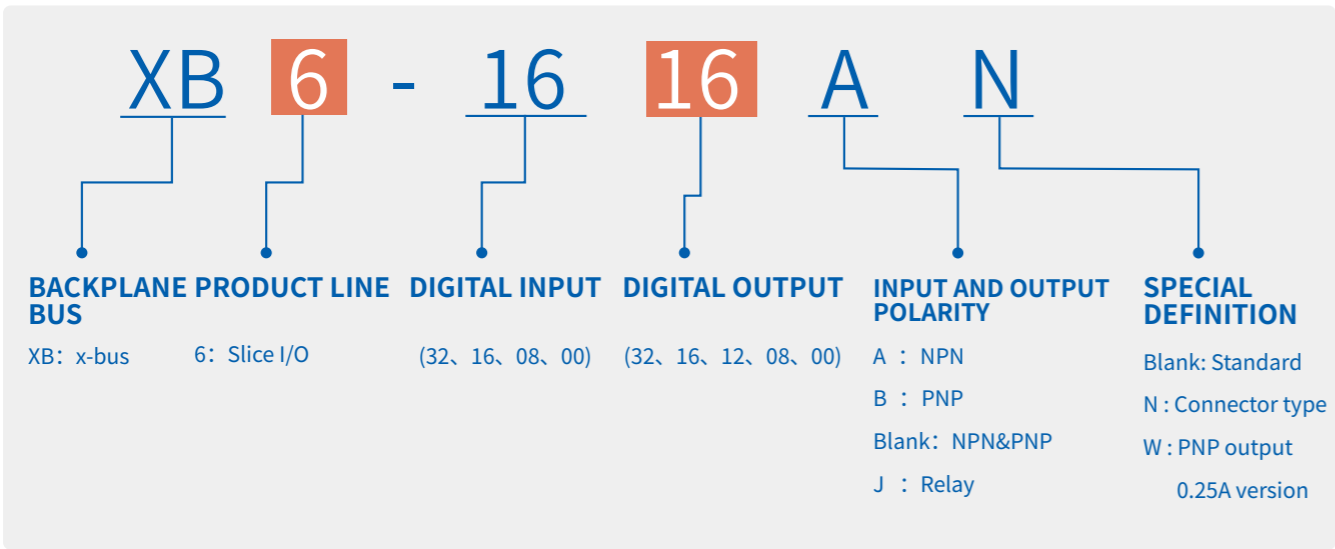 XB 6 - 16 16 A N
BACKPLANE
BUS
XB：x-bus
PRODUCT LINE
6：Slice I/O
DIGITAL INPUT
(32、16、08、00)
DIGITAL OUTPUT
(32、16、12、08、00)
INPUT AND OUTPUT
POLARITY
A ：NPN
B ：PNP
Blank：NPN&PNP
J ：Relay
SPECIAL
DEFINITION
Blank: Standard
N : Connector type
W : PNP output
0.25A version